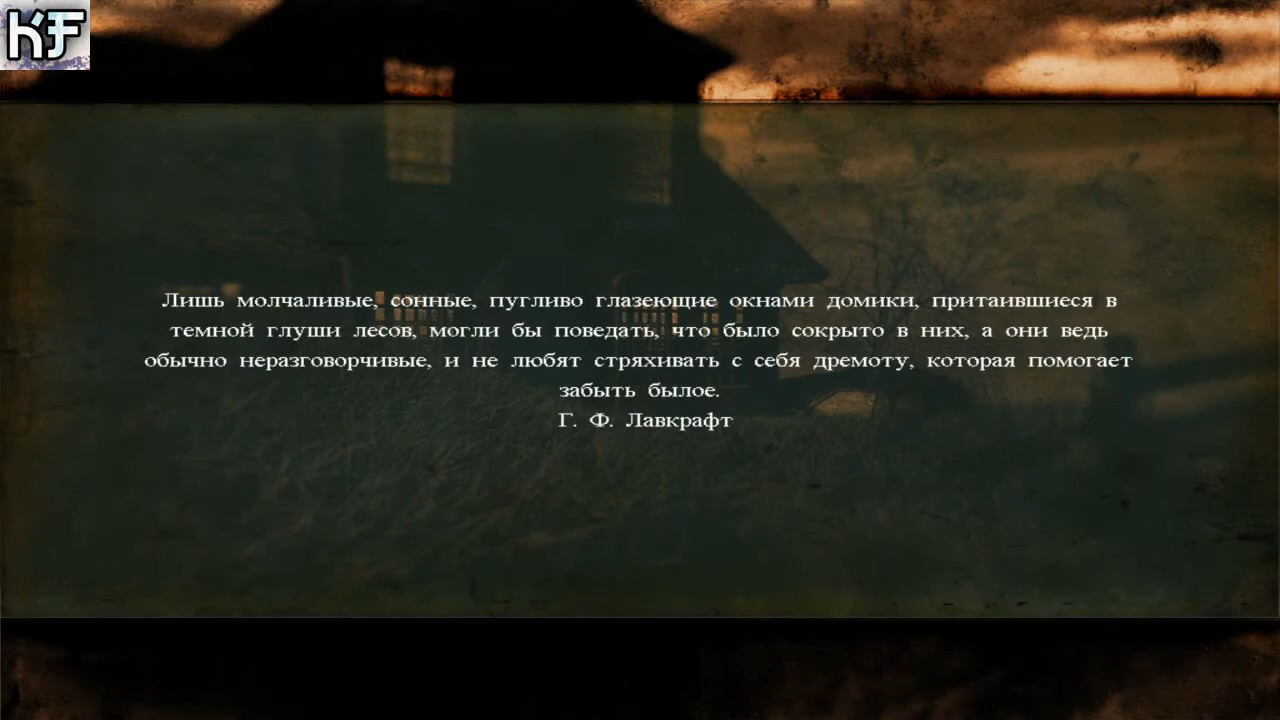 KF
Лишь молчаливые, сонные, пугливо глазеющие окнами домики, притаившиеся в
темной глуши лесов, могли бы поведать, что было сокрыто в них, а они ведь
обычно неразговорчивые, и не любят стряхивать с себя дремоту, которая помогает
забыть былое.
Г. Ф. Лавкрафт